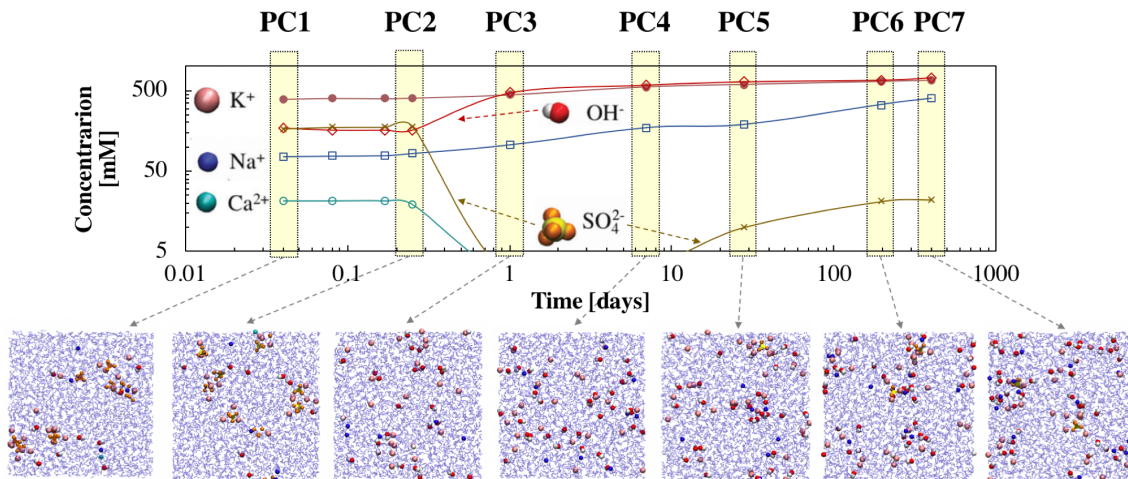 PC1 PC2 PC3 PC4 PC5 PC6 PC7
Concentrarion
[mM]
500
50
5
K⁺
Na⁺
Ca²⁺
OH⁻
SO₄²⁻
0.01 0.1 1 10 100 1000
Time [days]